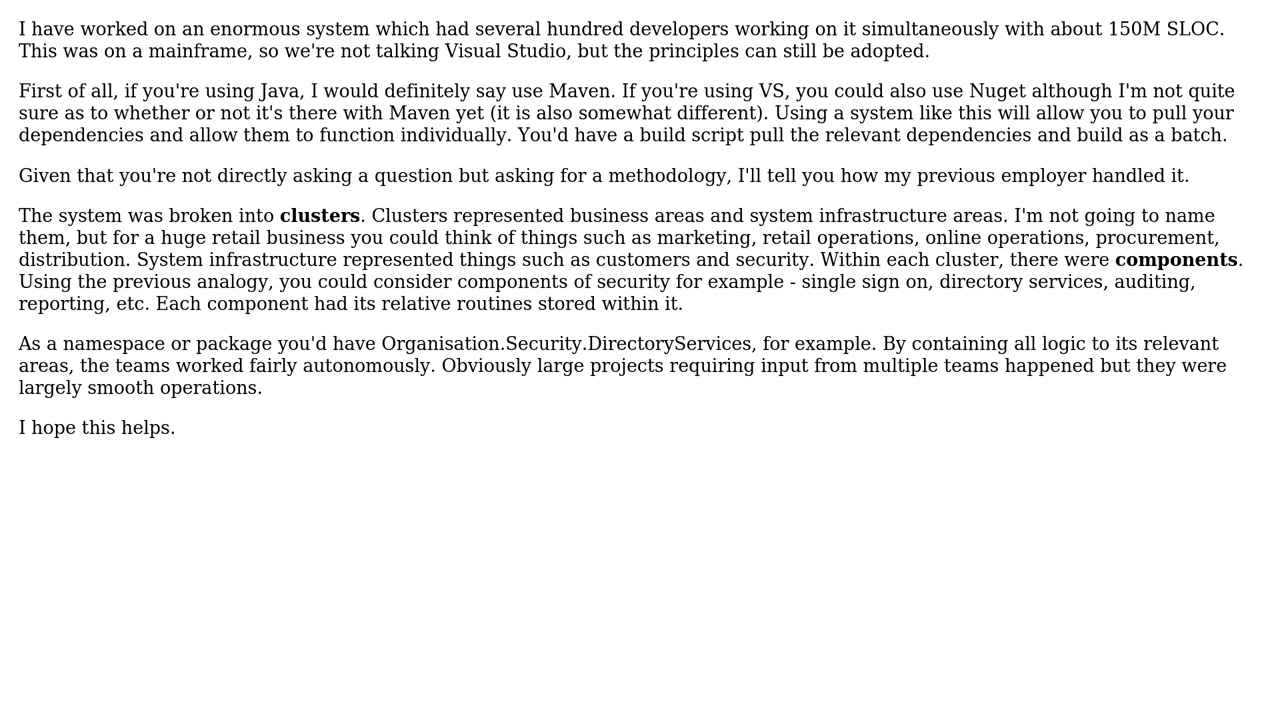 I have worked on an enormous system which had several hundred developers working on it simultaneously with about 150M SLOC.
This was on a mainframe, so we're not talking Visual Studio, but the principles can still be adopted.
First of all, if you're using Java, I would definitely say use Maven. If you're using VS, you could also use Nuget although I'm not quite
sure as to whether or not it's there with Maven yet (it is also somewhat different). Using a system like this will allow you to pull your
dependencies and allow them to function individually. You'd have a build script pull the relevant dependencies and build as a batch.
Given that you're not directly asking a question but asking for a methodology, I'll tell you how my previous employer handled it.
The system was broken into clusters. Clusters represented business areas and system infrastructure areas. I'm not going to name
them, but for a huge retail business you could think of things such as marketing, retail operations, online operations, procurement,
distribution. System infrastructure represented things such as customers and security. Within each cluster, there were components.
Using the previous analogy, you could consider components of security for example - single sign on, directory services, auditing,
reporting, etc. Each component had its relative routines stored within it.
As a namespace or package you'd have Organisation.Security.DirectoryServices, for example. By containing all logic to its relevant
areas, the teams worked fairly autonomously. Obviously large projects requiring input from multiple teams happened but they were
largely smooth operations.
I hope this helps.